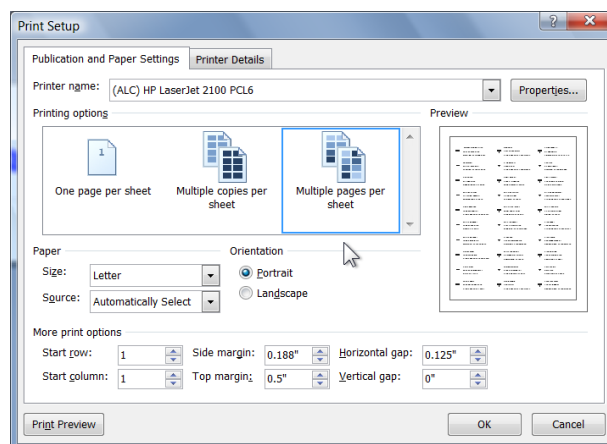 Print Setup
Publication and Paper Settings Printer Details
Printer name: (ALC) HP LaserJet 2100 PCL6 Properties...
Printing options Preview
1
One page per sheet Multiple copies per sheet Multiple pages per sheet
Paper Orientation
Size: Letter Portrait
Source: Automatically Select Landscape
More print options
Start row: 1 Side margin: 0.188" Horizontal gap: 0.125"
Start column: 1 Top margin: 0.5" Vertical gap: 0"
Print Preview OK Cancel